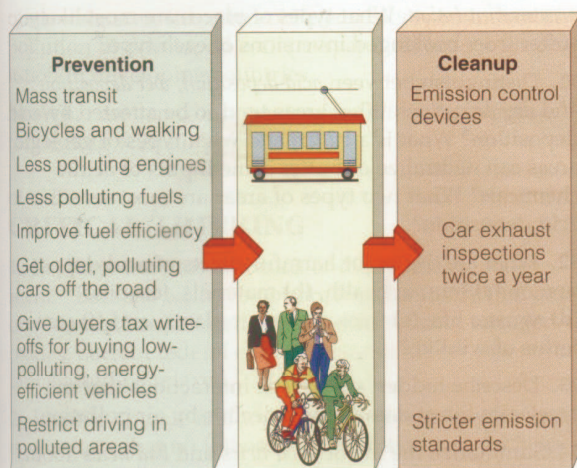 Prevention
Mass transit
Bicycles and walking
Less polluting engines
Less polluting fuels
Improve fuel efficiency
Get older, polluting
cars off the road
Give buyers tax write-
offs for buying low-
polluting, energy-
efficient vehicles
Restrict driving in
polluted areas
Cleanup
Emission control
devices
Car exhaust
inspections
twice a year
Stricter emission
standards